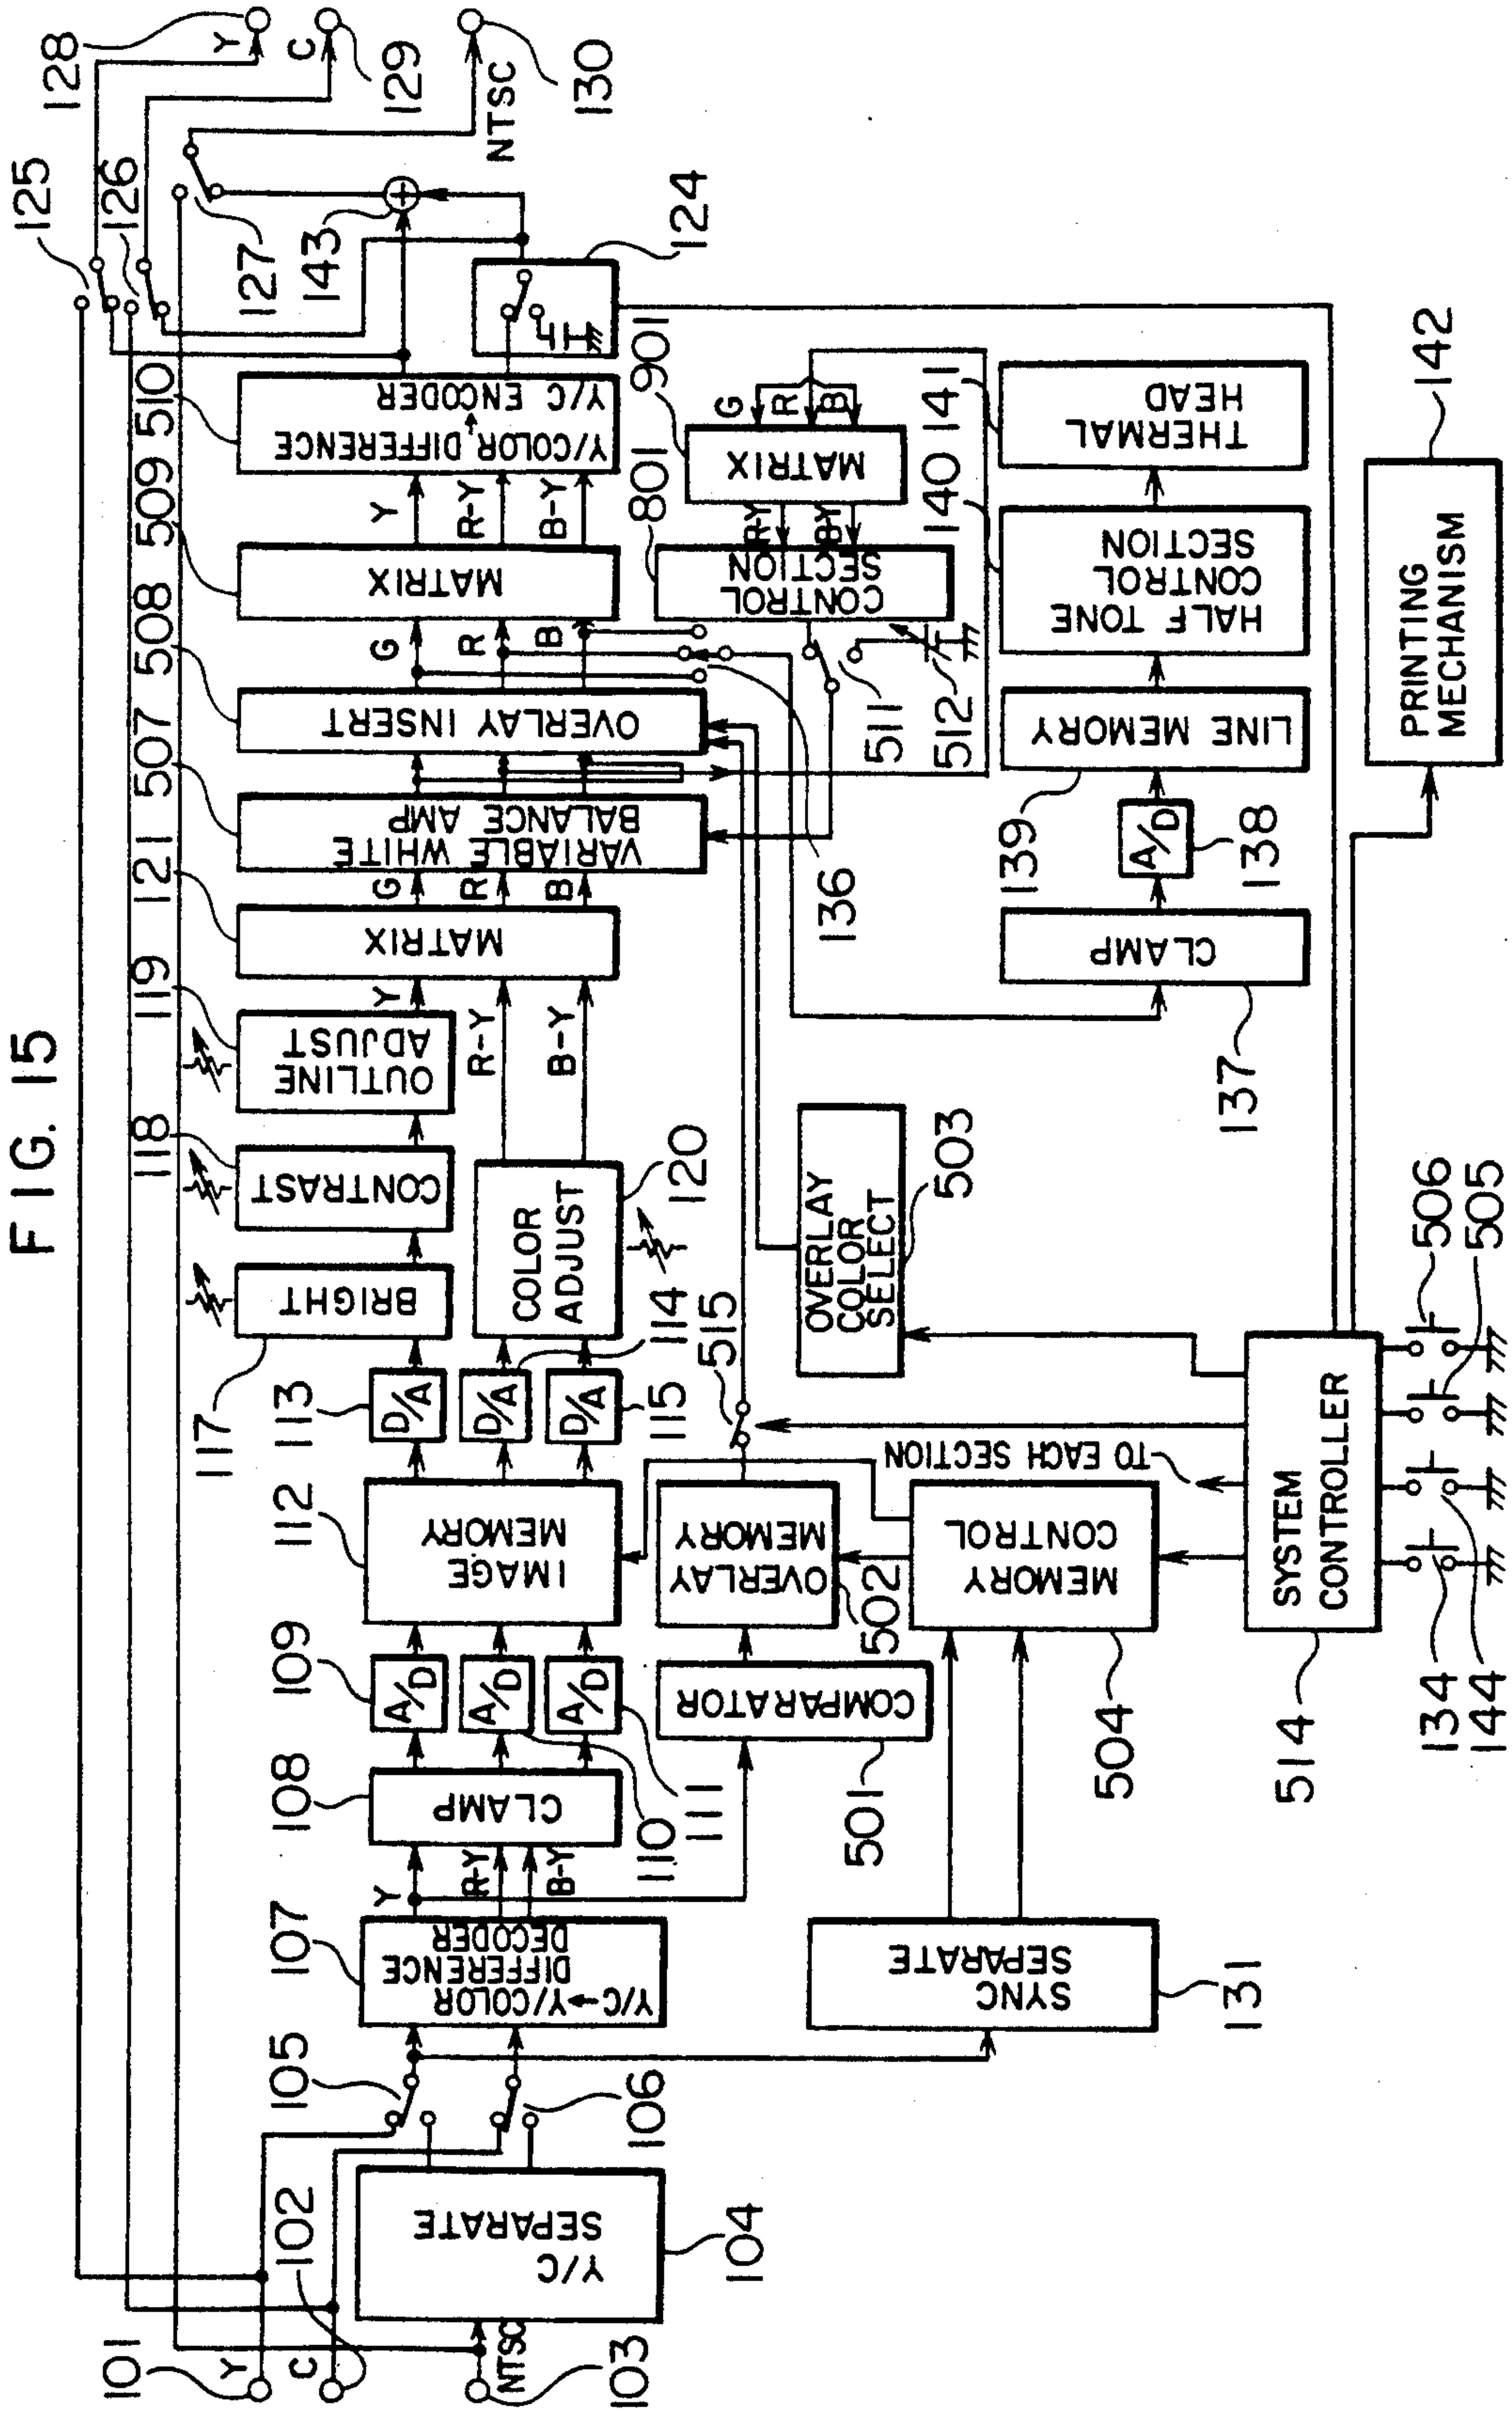 FIG. 15
101
Y
102
C
103
NTSC
104
Y/C
SEPARATE
105
106
107
Y/C→Y/COLOR
DIFFERENCE
DECODER
Y
R-Y
B-Y
108
CLAMP
109
A/D
110
A/D
111
A/D
112
IMAGE
MEMORY
113
D/A
114
D/A
115
D/A
117
BRIGHT
118
CONTRAST
119
OUTLINE
ADJUST
120
COLOR
ADJUST
Y
R-Y
B-Y
121
MATRIX
G
R
B
507
VARIABLE WHITE
BALANCE AMP
508
OVERLAY INSERT
G
R
B
509
MATRIX
Y
R-Y
B-Y
510
Y/COLOR DIFFERENCE
→
Y/C ENCODER
124
125
126
127
143
128
Y
129
C
130
NTSC
131
SYNC
SEPARATE
501
COMPARATOR
502
OVERLAY
MEMORY
504
MEMORY
CONTROL
515
TO EACH SECTION
503
OVERLAY
COLOR
SELECT
514
SYSTEM
CONTROLLER
134
144
505
506
136
511
512
801
CONTROL
SECTION
R-Y
B-Y
901
MATRIX
G
R
B
137
CLAMP
138
A/D
139
LINE MEMORY
140
HALF TONE
CONTROL
SECTION
141
THERMAL
HEAD
142
PRINTING
MECHANISM